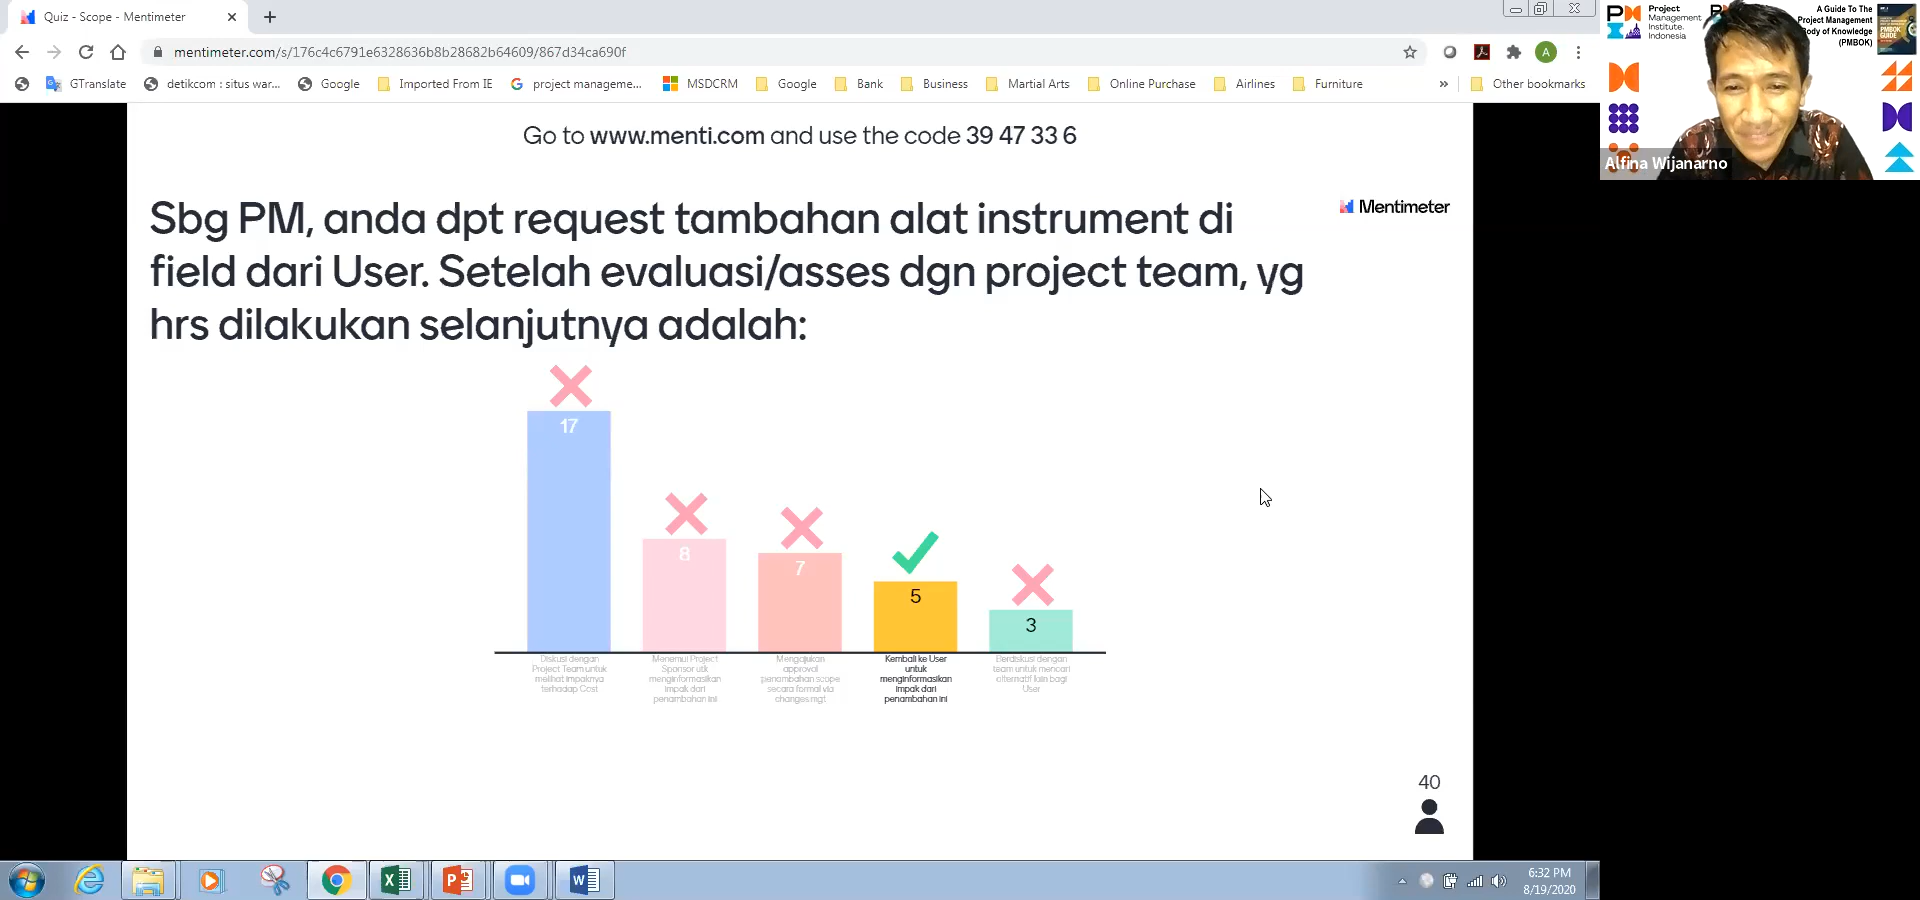 Quiz - Scope - Mentimeter
mentimeter.com/s/176c4c6791e6328636b8b28682b64609/867d34ca690f
A
GTranslate
detikcom : situs war...
Google
Imported From IE
project manageme...
MSDCRM
Google
Bank
Business
Martial Arts
Online Purchase
Airlines
Furniture
»
Other bookmarks
Go to www.menti.com and use the code 39 47 33 6
Mentimeter
Sbg PM, anda dpt request tambahan alat instrument di
field dari User. Setelah evaluasi/asses dgn project team, yg
hrs dilakukan selanjutnya adalah:
17
8
7
5
3
Diskusi dengan
Project Team untuk
melihat impaknya
terhadap Cost
Menemui Project
Sponsor utk
menginformasikan
impak dari
penambahan ini
Mengajukan
approval
penambahan scope
secara formal via
changes mgt
Kembali ke User
untuk
menginformasikan
impak dari
penambahan ini
Berdiskusi dengan
team untuk mencari
alternatif lain bagi
User
40
Project
Management
Institute.
Indonesia
A Guide To The
Project Management
Body of Knowledge
(PMBOK)
PMBOK
GUIDE
Alfina Wijanarno
6:32 PM
8/19/2020